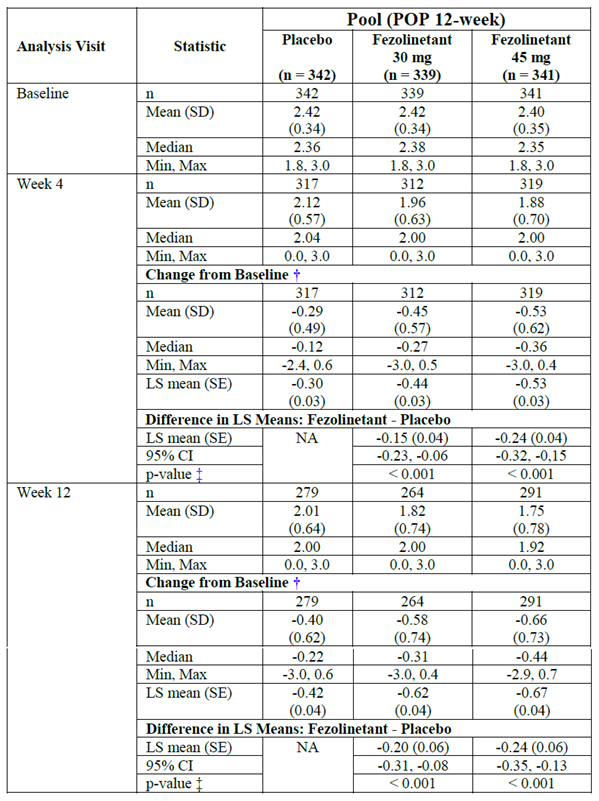 Analysis Visit Statistic Pool (POP 12-week)
Placebo (n = 342) Fezolinetant 30 mg (n = 339) Fezolinetant 45 mg (n = 341)
Baseline n 342 339 341
Mean (SD) 2.42 (0.34) 2.42 (0.34) 2.40 (0.35)
Median 2.36 2.38 2.35
Min, Max 1.8, 3.0 1.8, 3.0 1.8, 3.0
Week 4 n 317 312 319
Mean (SD) 2.12 (0.57) 1.96 (0.63) 1.88 (0.70)
Median 2.04 2.00 2.00
Min, Max 0.0, 3.0 0.0, 3.0 0.0, 3.0
Change from Baseline †
n 317 312 319
Mean (SD) -0.29 (0.49) -0.45 (0.57) -0.53 (0.62)
Median -0.12 -0.27 -0.36
Min, Max -2.4, 0.6 -3.0, 0.5 -3.0, 0.4
LS mean (SE) -0.30 (0.03) -0.44 (0.03) -0.53 (0.03)
Difference in LS Means: Fezolinetant - Placebo
LS mean (SE) NA -0.15 (0.04) -0.24 (0.04)
95% CI -0.23, -0.06 -0.32, -0,15
p-value ‡ < 0.001 < 0.001
Week 12 n 279 264 291
Mean (SD) 2.01 (0.64) 1.82 (0.74) 1.75 (0.78)
Median 2.00 2.00 1.92
Min, Max 0.0, 3.0 0.0, 3.0 0.0, 3.0
Change from Baseline †
n 279 264 291
Mean (SD) -0.40 (0.62) -0.58 (0.74) -0.66 (0.73)
Median -0.22 -0.31 -0.44
Min, Max -3.0, 0.6 -3.0, 0.4 -2.9, 0.7
LS mean (SE) -0.42 (0.04) -0.62 (0.04) -0.67 (0.04)
Difference in LS Means: Fezolinetant - Placebo
LS mean (SE) NA -0.20 (0.06) -0.24 (0.06)
95% CI -0.31, -0.08 -0.35, -0.13
p-value ‡ < 0.001 < 0.001